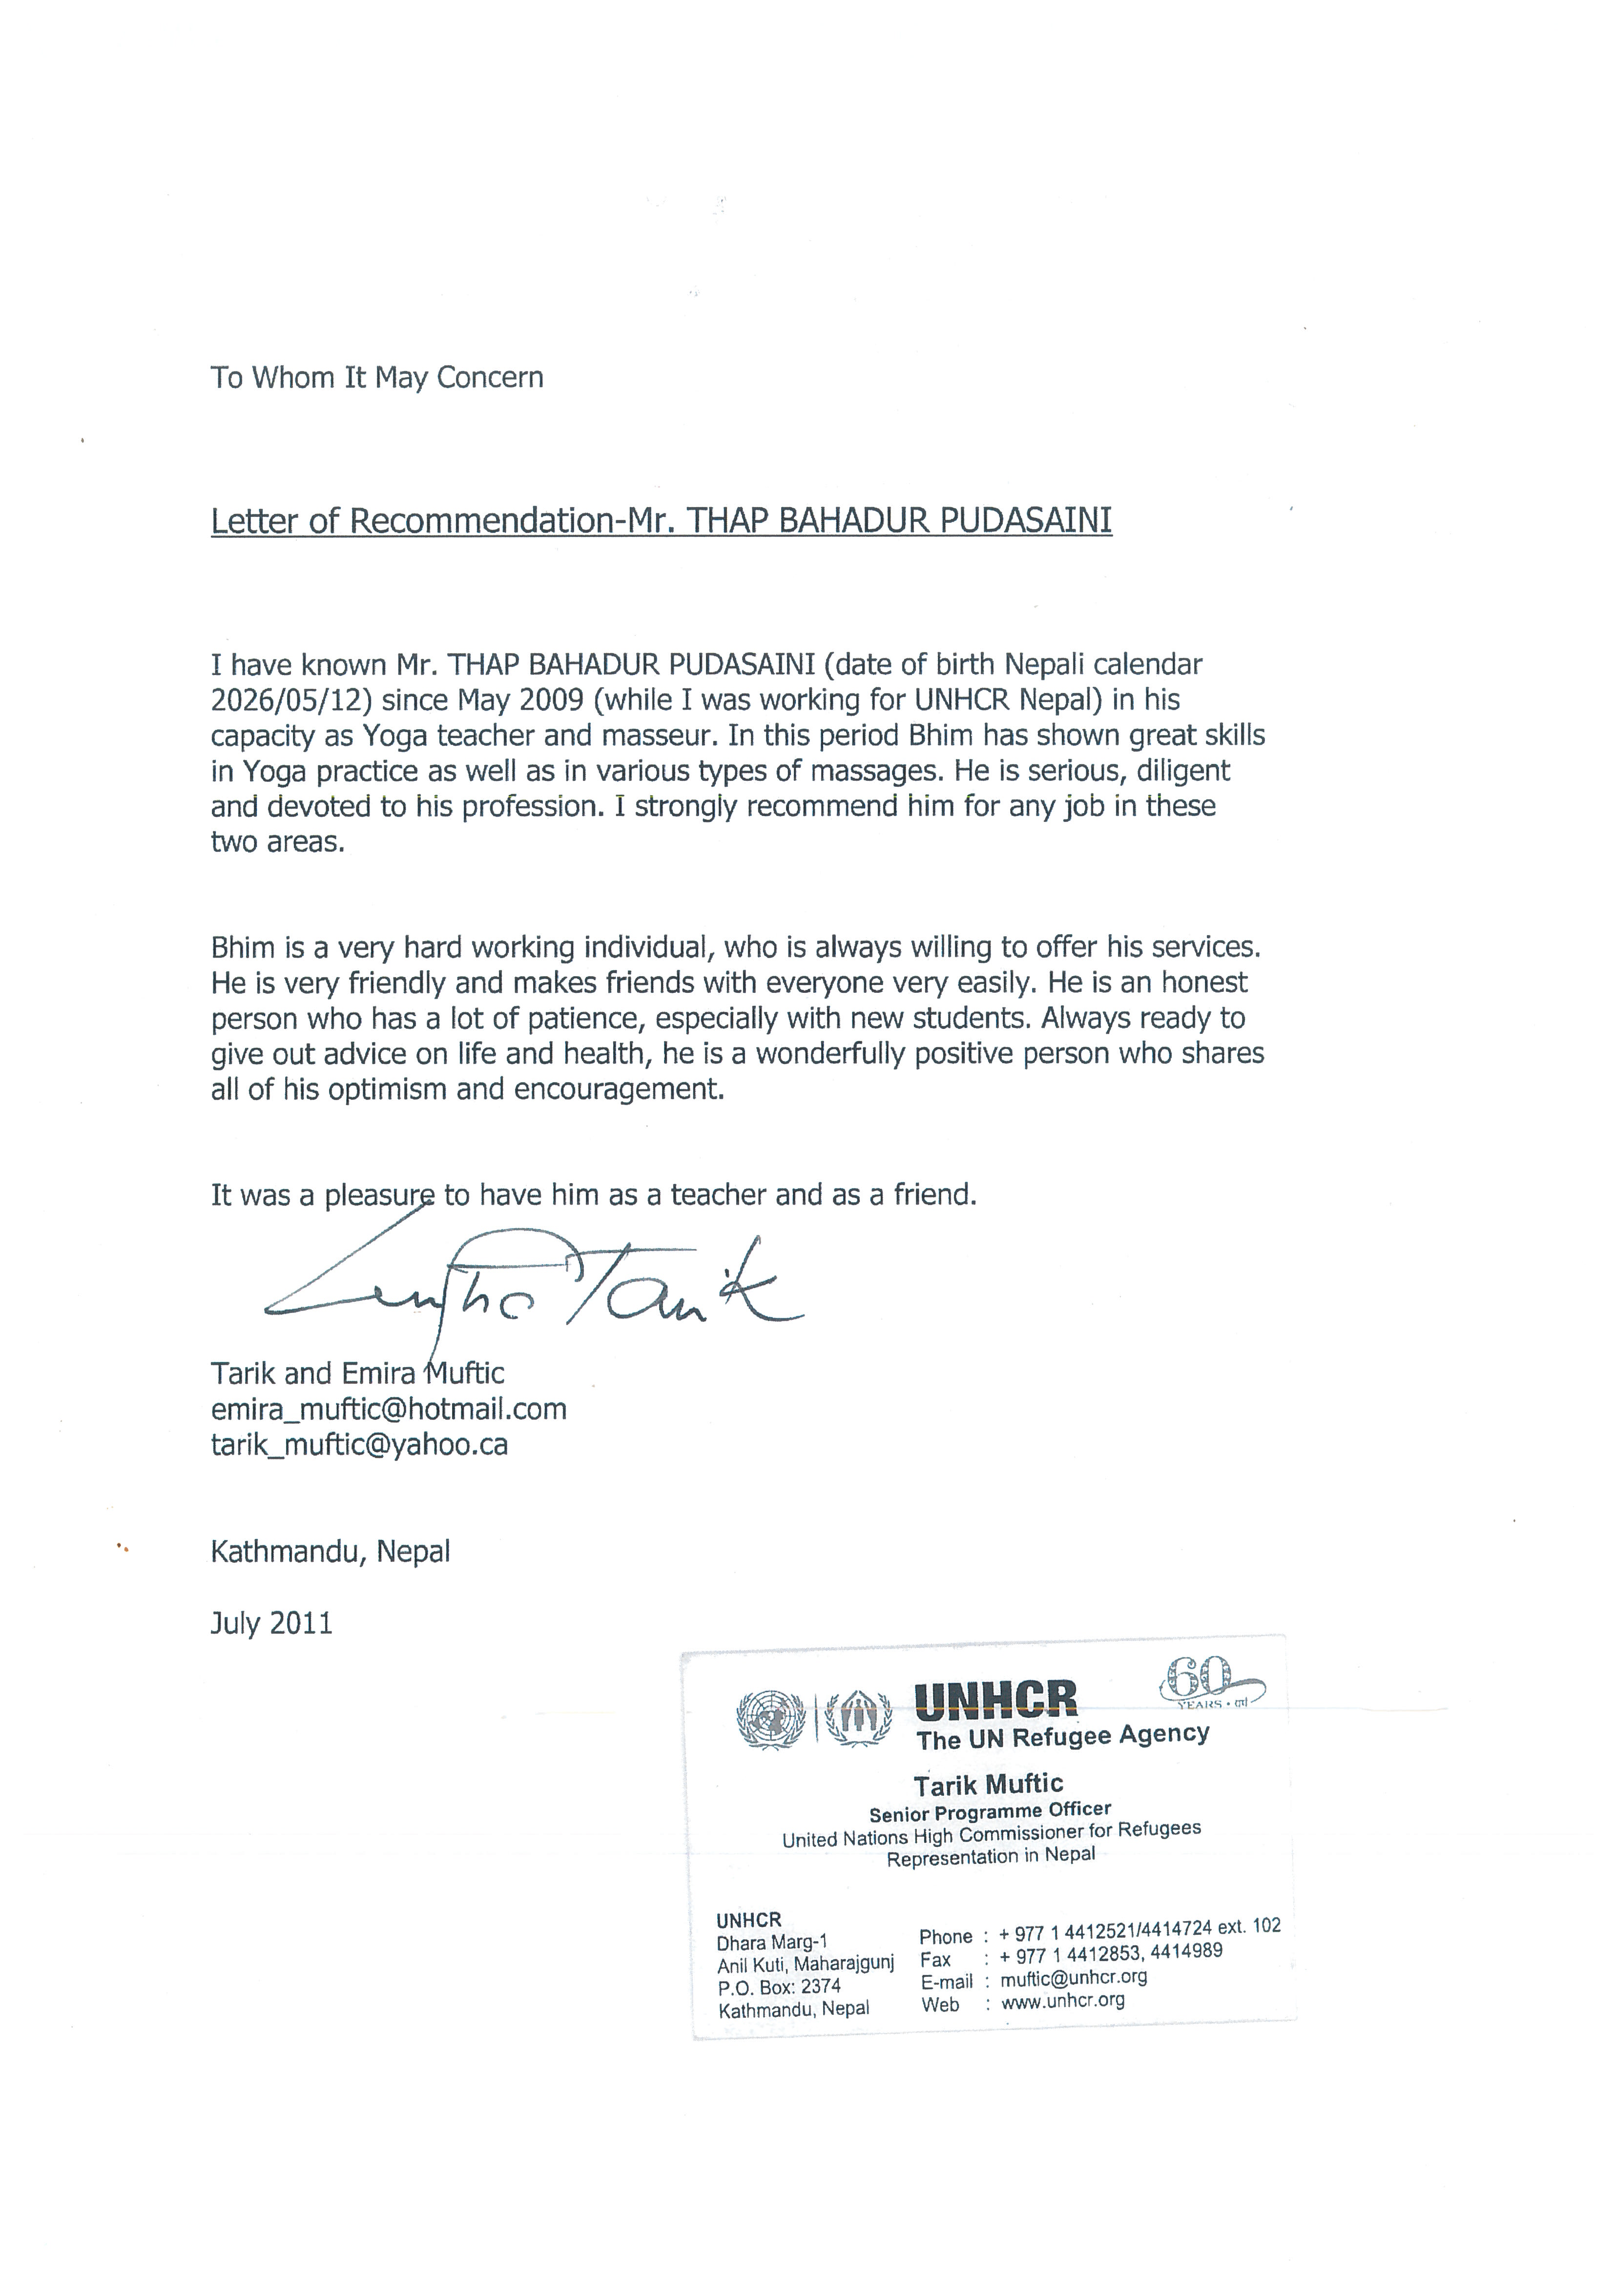 To Whom It May Concern
Letter of Recommendation-Mr. THAP BAHADUR PUDASAINI
I have known Mr. THAP BAHADUR PUDASAINI (date of birth Nepali calendar
2026/05/12) since May 2009 (while I was working for UNHCR Nepal) in his
capacity as Yoga teacher and masseur. In this period Bhim has shown great skills
in Yoga practice as well as in various types of massages. He is serious, diligent
and devoted to his profession. I strongly recommend him for any job in these
two areas.
Bhim is a very hard working individual, who is always willing to offer his services.
He is very friendly and makes friends with everyone very easily. He is an honest
person who has a lot of patience, especially with new students. Always ready to
give out advice on life and health, he is a wonderfully positive person who shares
all of his optimism and encouragement.
It was a pleasure to have him as a teacher and as a friend.
Tarik
Tarik and Emira Muftic
emira_muftic@hotmail.com
tarik_muftic@yahoo.ca
Kathmandu, Nepal
July 2011
60
YEARS
UNHCR
The UN Refugee Agency
Tarik Muftic
Senior Programme Officer
United Nations High Commissioner for Refugees
Representation in Nepal
UNHCR
Dhara Marg-1
Anil Kuti, Maharajgunj
P.O. Box: 2374
Kathmandu, Nepal
Phone : + 977 1 4412521/4414724 ext. 102
Fax : + 977 1 4412853, 4414989
E-mail : muftic@unhcr.org
Web : www.unhcr.org